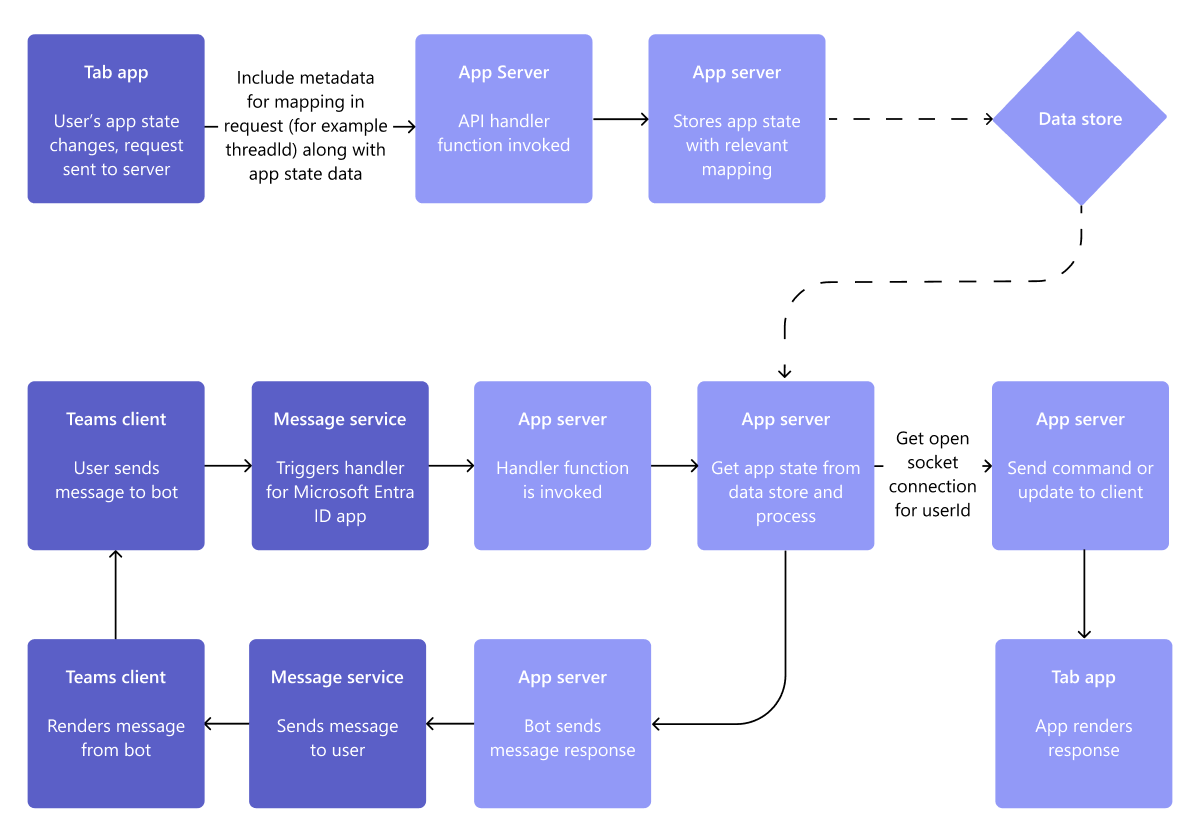 Tab app
User’s app state
changes, request
sent to server
Include metadata
for mapping in
request (for example
threadId) along with
app state data
App Server
API handler
function invoked
App server
Stores app state
with relevant
mapping
Data store
Teams client
User sends
message to bot
Message service
Triggers handler
for Microsoft Entra
ID app
App server
Handler function
is invoked
App server
Get app state from
data store and
process
Get open
socket
connection
for userId
App server
Send command or
update to client
Teams client
Renders message
from bot
Message service
Sends message
to user
App server
Bot sends
message response
Tab app
App renders
response